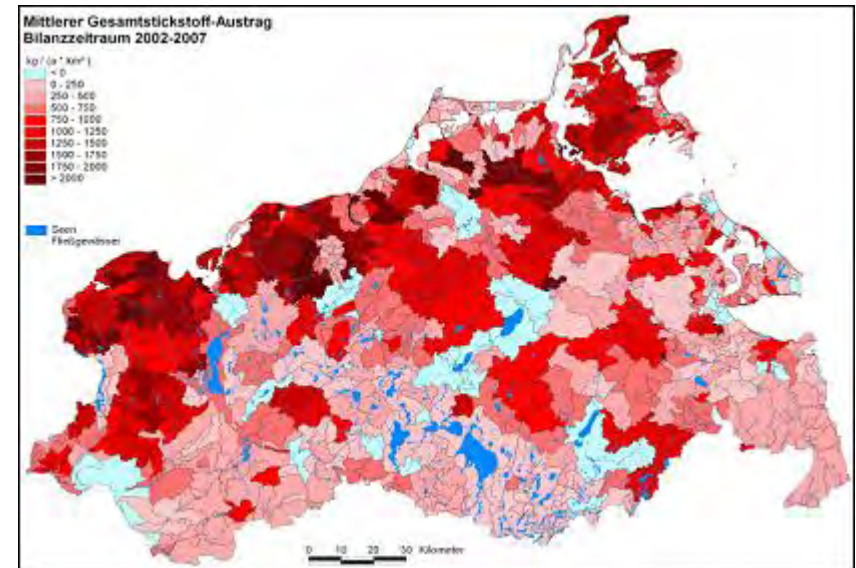 Mittlerer Gesamtstickstoff-Austrag
Bilanzzeitraum 2002-2007
kg / (a * km²)
< 0
0 - 250
250 - 500
500 - 750
750 - 1000
1000 - 1250
1250 - 1500
1500 - 1750
1750 - 2000
> 2000
Seen
Fließgewässer
0 10 20 30 Kilometer